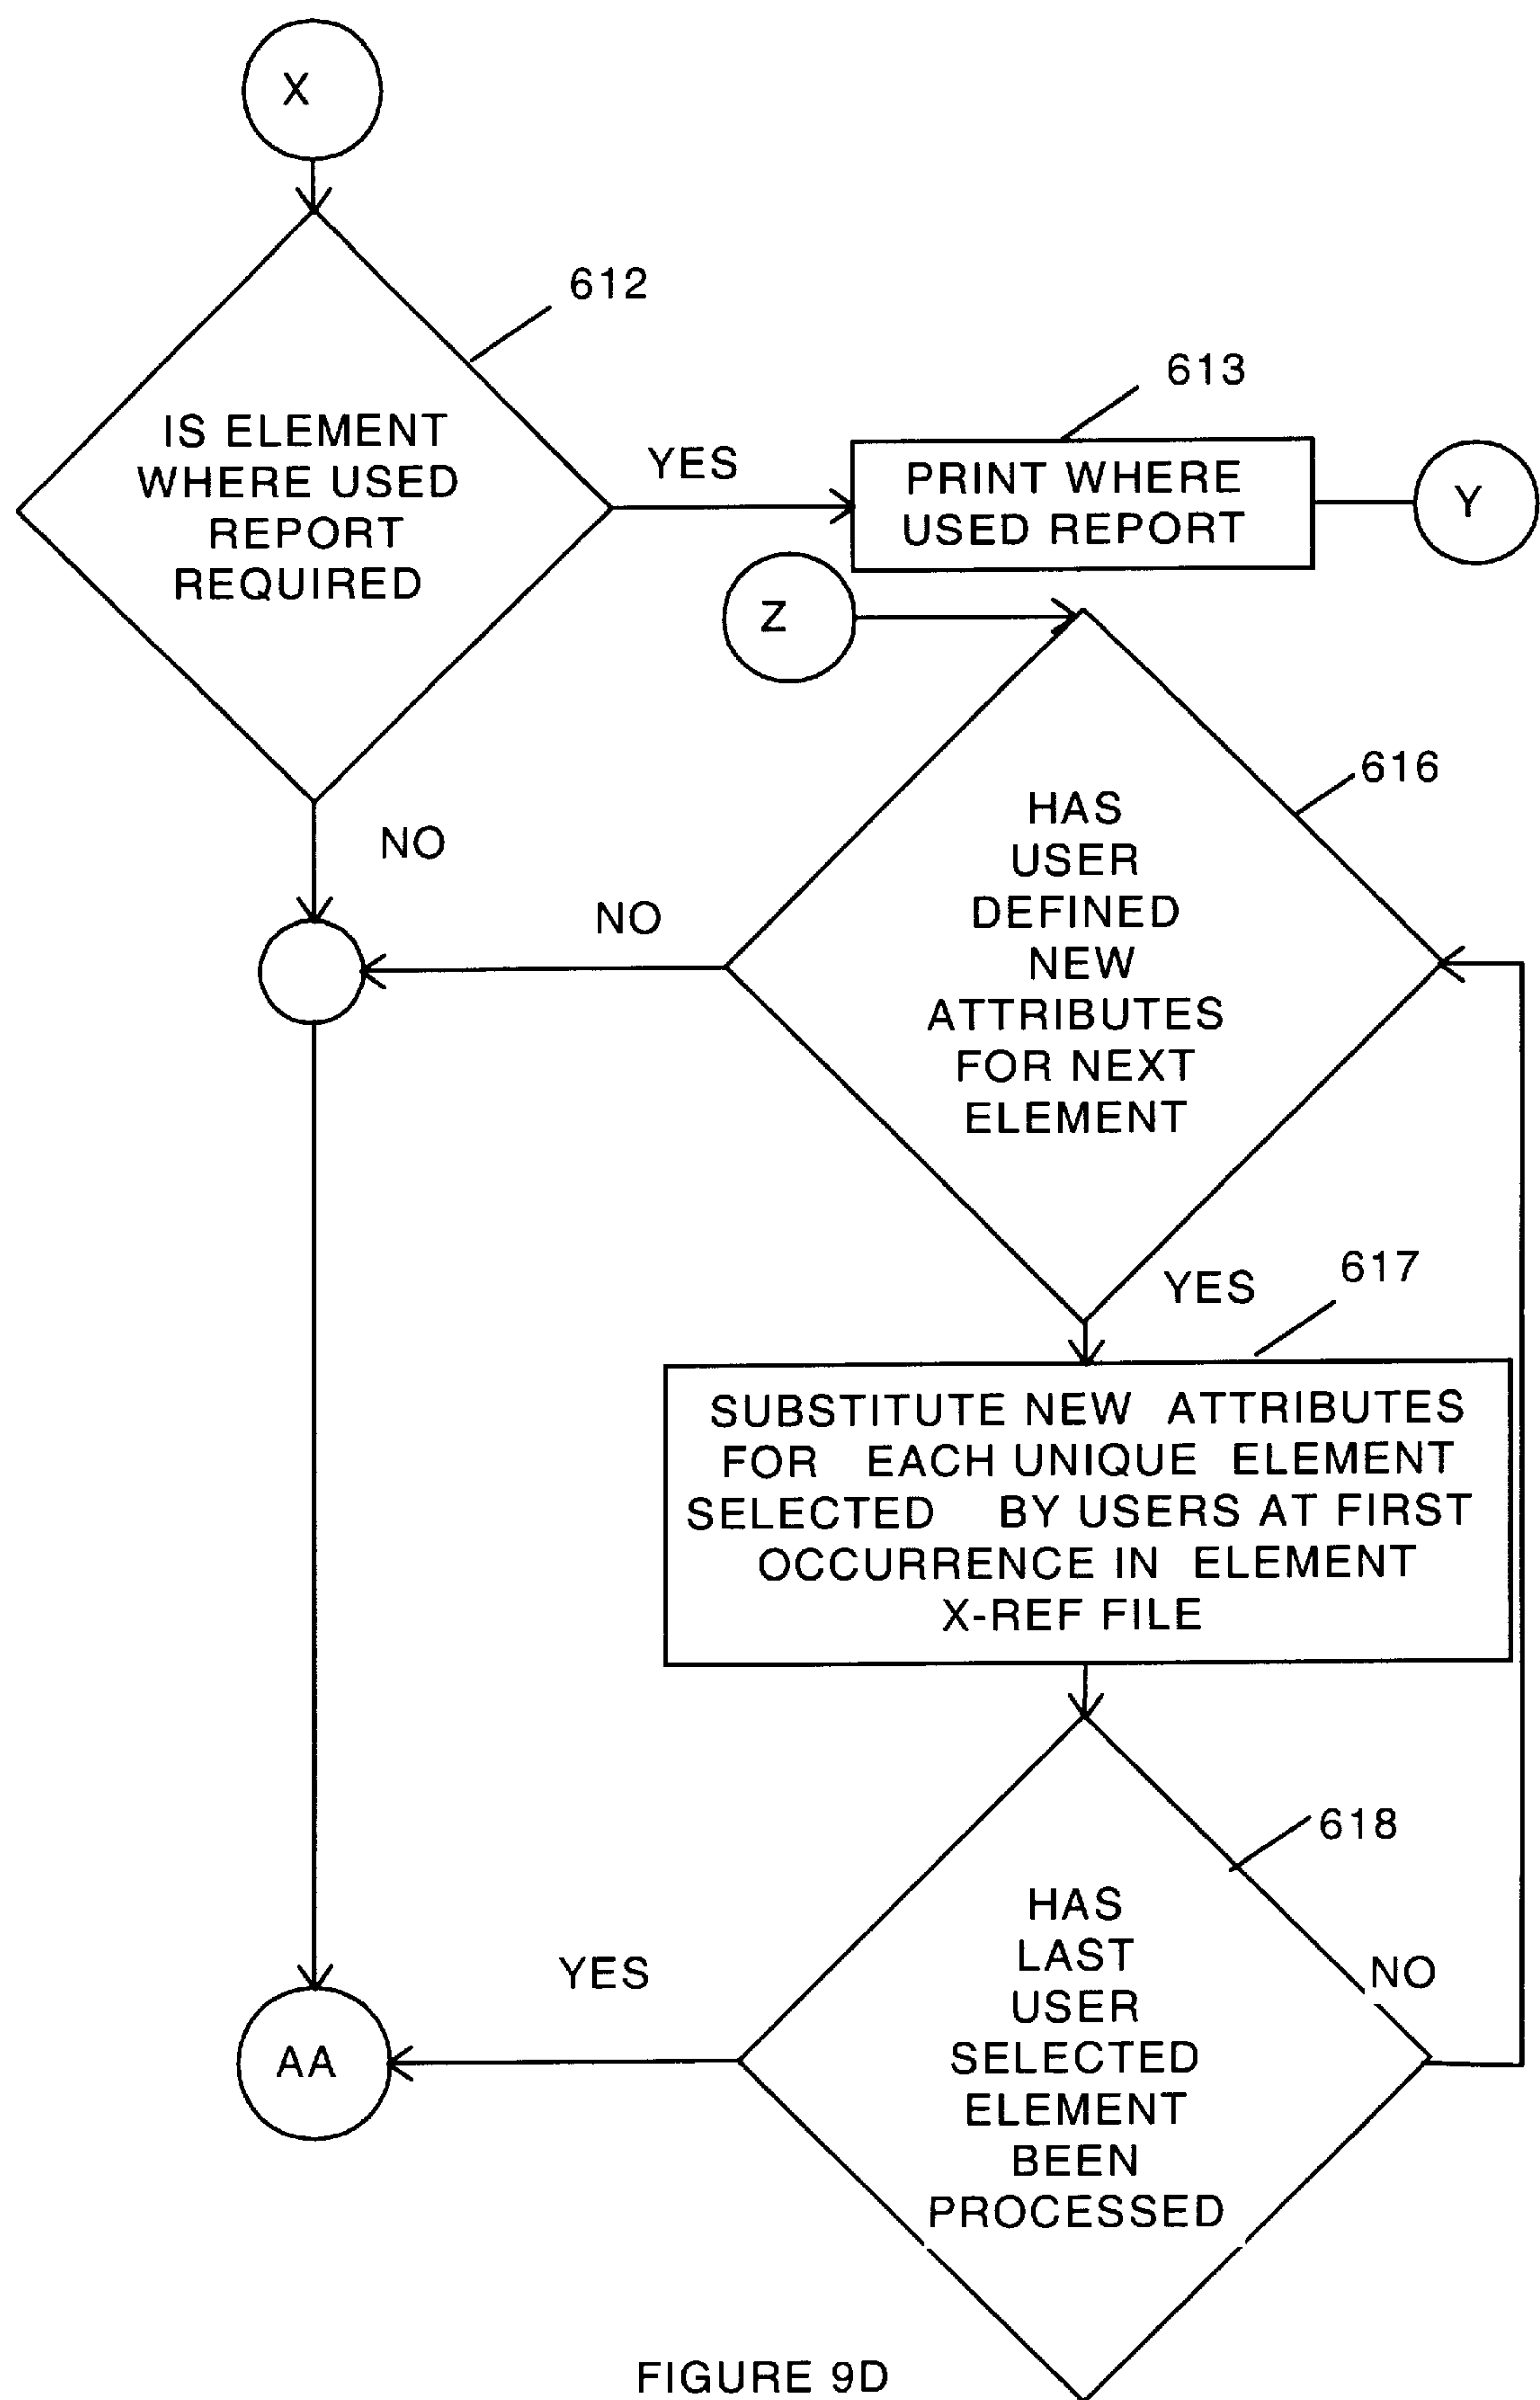 X
612
IS ELEMENT
WHERE USED
REPORT
REQUIRED
YES
613
PRINT WHERE
USED REPORT
Y
Z
NO
616
HAS
USER
DEFINED
NEW
ATTRIBUTES
FOR NEXT
ELEMENT
NO
YES
617
SUBSTITUTE NEW ATTRIBUTES
FOR EACH UNIQUE ELEMENT
SELECTED BY USERS AT FIRST
OCCURRENCE IN ELEMENT
X-REF FILE
618
HAS
LAST
USER
SELECTED
ELEMENT
BEEN
PROCESSED
YES
NO
AA
FIGURE 9D